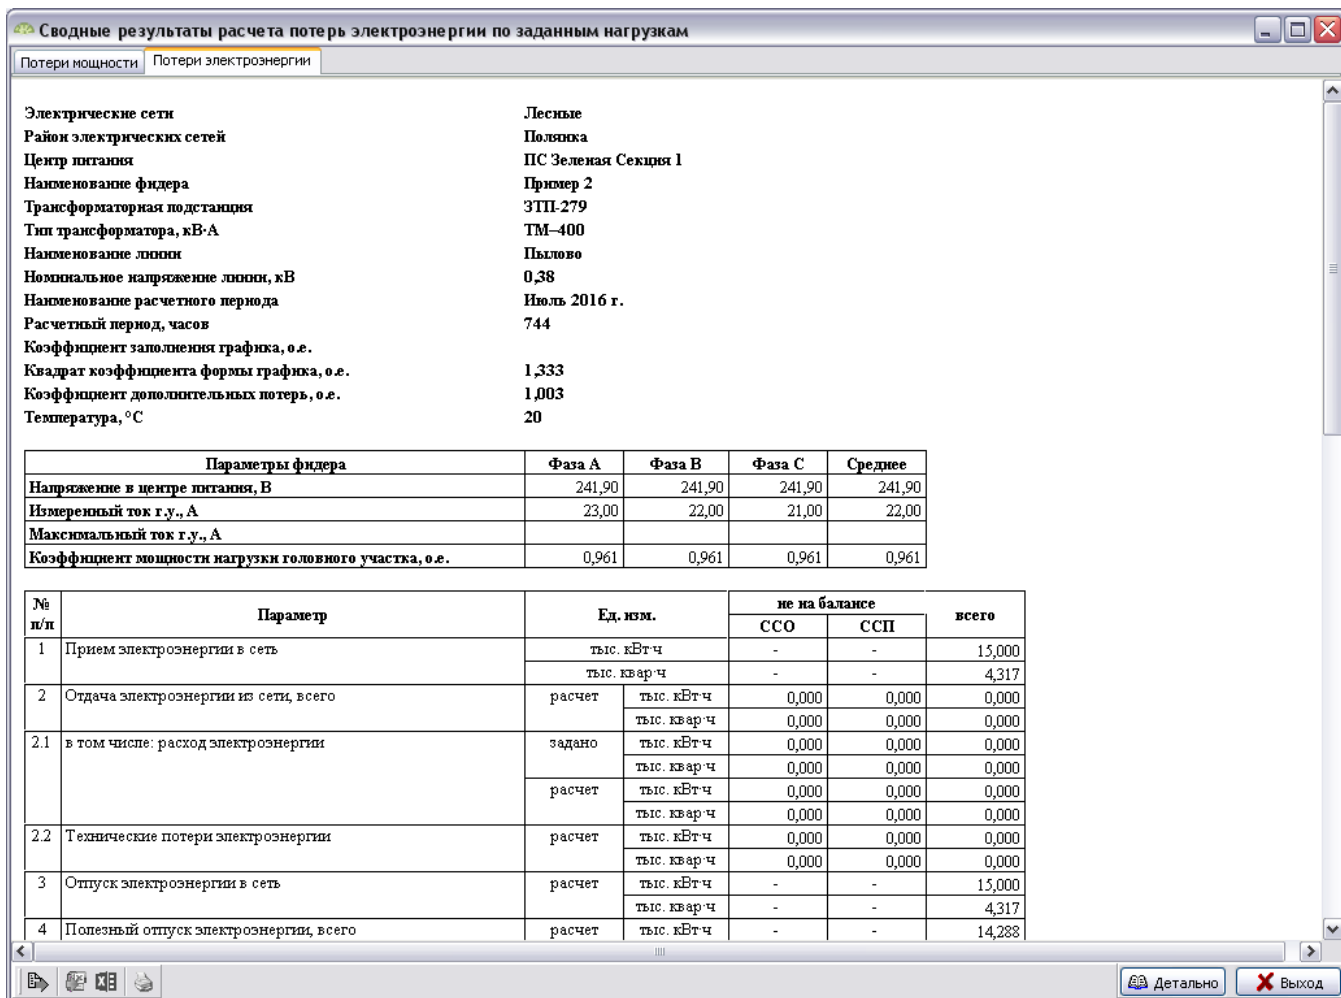 Сводные результаты расчета потерь электроэнергии по заданным нагрузкам
Потери мощности Потери электроэнергии
Электрические сети Лесные
Район электрических сетей Полянка
Центр питания ПС Зеленая Секция 1
Наименование фидера Пример 2
Трансформаторная подстанция ЗТП-279
Тип трансформатора, кВ·А ТМ–400
Наименование линии Пылово
Номинальное напряжение линии, кВ 0,38
Наименование расчетного периода Июль 2016 г.
Расчетный период, часов 744
Коэффициент заполнения графика, о.е.
Квадрат коэффициента формы графика, о.е. 1,333
Коэффициент дополнительных потерь, о.е. 1,003
Температура, °С 20
Параметры фидера Фаза А Фаза В Фаза С Среднее
Напряжение в центре питания, В 241,90 241,90 241,90 241,90
Измеренный ток г.у., А 23,00 22,00 21,00 22,00
Максимальный ток г.у., А
Коэффициент мощности нагрузки головного участка, о.е. 0,961 0,961 0,961 0,961
№ п/п Параметр Ед. изм. не на балансе всего
ССО ССП
1 Прием электроэнергии в сеть тыс. кВт·ч - - 15,000
тыс. квар·ч - - 4,317
2 Отдача электроэнергии из сети, всего расчет тыс. кВт·ч 0,000 0,000 0,000
тыс. квар·ч 0,000 0,000 0,000
2.1 в том числе: расход электроэнергии задано тыс. кВт·ч 0,000 0,000 0,000
тыс. квар·ч 0,000 0,000 0,000
расчет тыс. кВт·ч 0,000 0,000 0,000
тыс. квар·ч 0,000 0,000 0,000
2.2 Технические потери электроэнергии расчет тыс. кВт·ч 0,000 0,000 0,000
тыс. квар·ч 0,000 0,000 0,000
3 Отпуск электроэнергии в сеть расчет тыс. кВт·ч - - 15,000
тыс. квар·ч - - 4,317
4 Полезный отпуск электроэнергии, всего расчет тыс. кВт·ч - - 14,288
Детально Выход